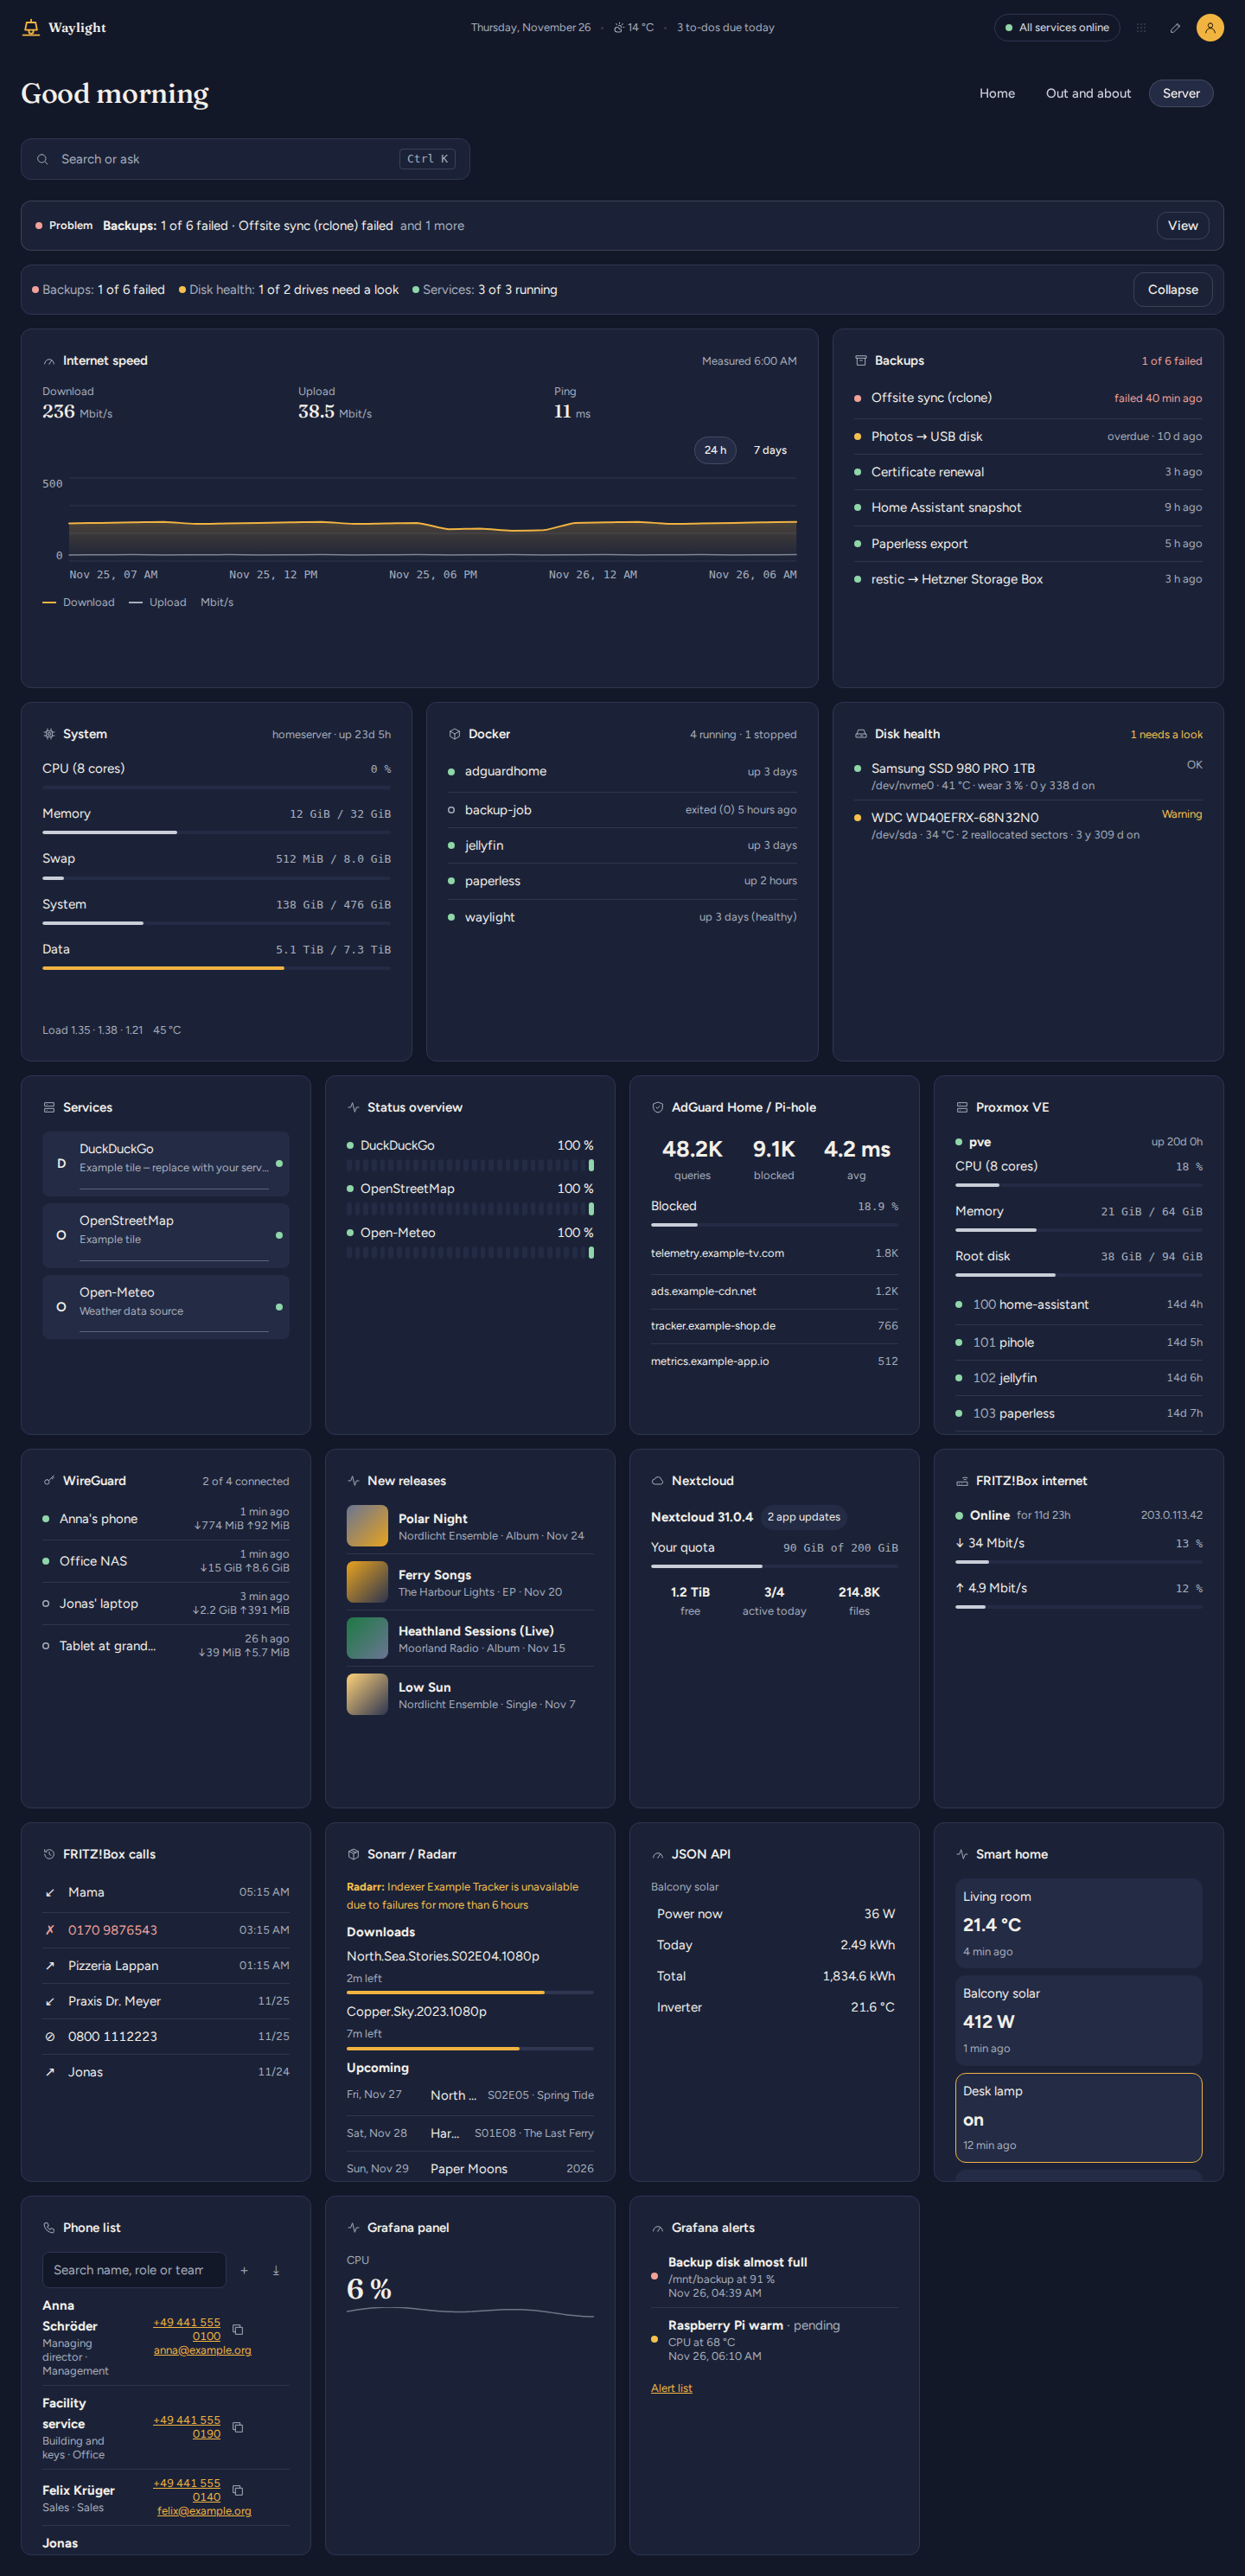 Waylight
Thursday, November 26 · 14 °C · 3 to-dos due today
All services online
Good morning
Home Out and about Server
Search or ask Ctrl K
Problem Backups: 1 of 6 failed · Offsite sync (rclone) failed and 1 more View
Backups: 1 of 6 failed Disk health: 1 of 2 drives need a look Services: 3 of 3 running Collapse
Internet speed Measured 6:00 AM
Download Upload Ping
236 Mbit/s 38.5 Mbit/s 11 ms
24 h 7 days
500
0
Nov 25, 07 AM Nov 25, 12 PM Nov 25, 06 PM Nov 26, 12 AM Nov 26, 06 AM
Download Upload Mbit/s
Backups 1 of 6 failed
Offsite sync (rclone) failed 40 min ago
Photos → USB disk overdue · 10 d ago
Certificate renewal 3 h ago
Home Assistant snapshot 9 h ago
Paperless export 5 h ago
restic → Hetzner Storage Box 3 h ago
System homeserver · up 23d 5h
CPU (8 cores) 0 %
Memory 12 GiB / 32 GiB
Swap 512 MiB / 8.0 GiB
System 138 GiB / 476 GiB
Data 5.1 TiB / 7.3 TiB
Load 1.35 · 1.38 · 1.21 45 °C
Docker 4 running · 1 stopped
adguardhome up 3 days
backup-job exited (0) 5 hours ago
jellyfin up 3 days
paperless up 2 hours
waylight up 3 days (healthy)
Disk health 1 needs a look
Samsung SSD 980 PRO 1TB OK
/dev/nvme0 · 41 °C · wear 3 % · 0 y 338 d on
WDC WD40EFRX-68N32N0 Warning
/dev/sda · 34 °C · 2 reallocated sectors · 3 y 309 d on
Services
D DuckDuckGo
Example tile – replace with your serv...
O OpenStreetMap
Example tile
O Open-Meteo
Weather data source
Status overview
DuckDuckGo 100 %
OpenStreetMap 100 %
Open-Meteo 100 %
AdGuard Home / Pi-hole
48.2K 9.1K 4.2 ms
queries blocked avg
Blocked 18.9 %
telemetry.example-tv.com 1.8K
ads.example-cdn.net 1.2K
tracker.example-shop.de 766
metrics.example-app.io 512
Proxmox VE
pve up 20d 0h
CPU (8 cores) 18 %
Memory 21 GiB / 64 GiB
Root disk 38 GiB / 94 GiB
100 home-assistant 14d 4h
101 pihole 14d 5h
102 jellyfin 14d 6h
103 paperless 14d 7h
WireGuard 2 of 4 connected
Anna's phone 1 min ago
↓774 MiB ↑92 MiB
Office NAS 1 min ago
↓15 GiB ↑8.6 GiB
Jonas' laptop 3 min ago
↓2.2 GiB ↑391 MiB
Tablet at grand... 26 h ago
↓39 MiB ↑5.7 MiB
New releases
Polar Night
Nordlicht Ensemble · Album · Nov 24
Ferry Songs
The Harbour Lights · EP · Nov 20
Heathland Sessions (Live)
Moorland Radio · Album · Nov 15
Low Sun
Nordlicht Ensemble · Single · Nov 7
Nextcloud
Nextcloud 31.0.4 2 app updates
Your quota 90 GiB of 200 GiB
1.2 TiB 3/4 214.8K
free active today files
FRITZ!Box internet
Online for 11d 23h 203.0.113.42
↓ 34 Mbit/s 13 %
↑ 4.9 Mbit/s 12 %
FRITZ!Box calls
↙ Mama 05:15 AM
✗ 0170 9876543 03:15 AM
↗ Pizzeria Lappan 01:15 AM
↙ Praxis Dr. Meyer 11/25
⊘ 0800 1112223 11/25
↗ Jonas 11/24
Sonarr / Radarr
Radarr: Indexer Example Tracker is unavailable
due to failures for more than 6 hours
Downloads
North.Sea.Stories.S02E04.1080p
2m left
Copper.Sky.2023.1080p
7m left
Upcoming
Fri, Nov 27 North ... S02E05 · Spring Tide
Sat, Nov 28 Har... S01E08 · The Last Ferry
Sun, Nov 29 Paper Moons 2026
JSON API
Balcony solar
Power now 36 W
Today 2.49 kWh
Total 1,834.6 kWh
Inverter 21.6 °C
Smart home
Living room
21.4 °C
4 min ago
Balcony solar
412 W
1 min ago
Desk lamp
on
12 min ago
Phone list
Search name, role or team +
Anna
Schröder
Managing
director ·
Management
+49 441 555
0100
anna@example.org
Facility
service
Building and
keys · Office
+49 441 555
0190
Felix Krüger
Sales · Sales
+49 441 555
0140
felix@example.org
Jonas
Grafana panel
CPU
6 %
Grafana alerts
Backup disk almost full
/mnt/backup at 91 %
Nov 26, 04:39 AM
Raspberry Pi warm · pending
CPU at 68 °C
Nov 26, 06:10 AM
Alert list